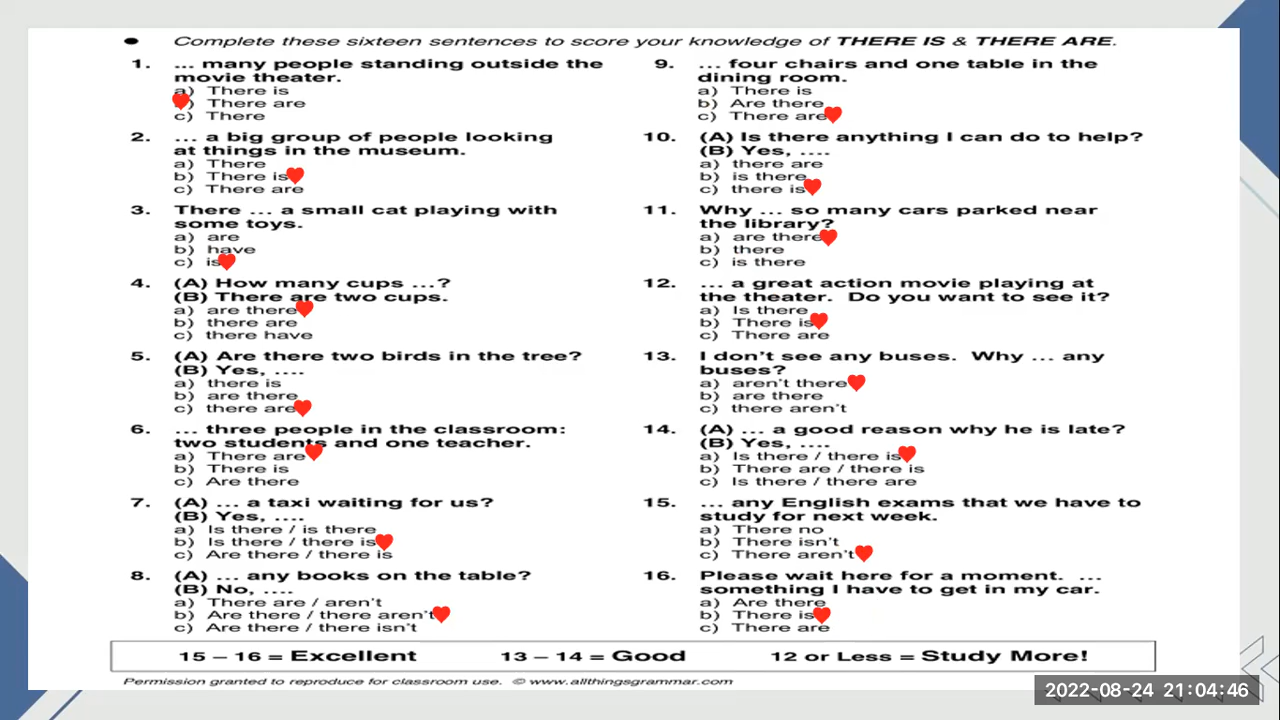 ● Complete these sixteen sentences to score your knowledge of THERE IS & THERE ARE.
1. ... many people standing outside the
movie theater.
a) There is
) There are
c) There
2. ... a big group of people looking
at things in the museum.
a) There
b) There is
c) There are
3. There ... a small cat playing with
some toys.
a) are
b) have
c) is
4. (A) How many cups ...?
(B) There are two cups.
a) are there
b) there are
c) there have
5. (A) Are there two birds in the tree?
(B) Yes, ....
a) there is
b) are there
c) there are
6. ... three people in the classroom:
two students and one teacher.
a) There are
b) There is
c) Are there
7. (A) ... a taxi waiting for us?
(B) Yes, ....
a) Is there / is there
b) Is there / there is
c) Are there / there is
8. (A) ... any books on the table?
(B) No, ....
a) There are / aren't
b) Are there / there aren't
c) Are there / there isn't
9. ... four chairs and one table in the
dining room.
a) There is
b) Are there
c) There are
10. (A) Is there anything I can do to help?
(B) Yes, ....
a) there are
b) is there
c) there is
11. Why ... so many cars parked near
the library?
a) are there
b) there
c) is there
12. ... a great action movie playing at
the theater. Do you want to see it?
a) Is there
b) There is
c) There are
13. I don't see any buses. Why ... any
buses?
a) aren't there
b) are there
c) there aren't
14. (A) ... a good reason why he is late?
(B) Yes, ....
a) Is there / there is
b) There are / there is
c) Is there / there are
15. ... any English exams that we have to
study for next week.
a) There no
b) There isn't
c) There aren't
16. Please wait here for a moment. ...
something I have to get in my car.
a) Are there
b) There is
c) There are
15 – 16 = Excellent 13 – 14 = Good 12 or Less = Study More!
Permission granted to reproduce for classroom use. © www.allthingsgrammar.com
2022-08-24 21:04:46